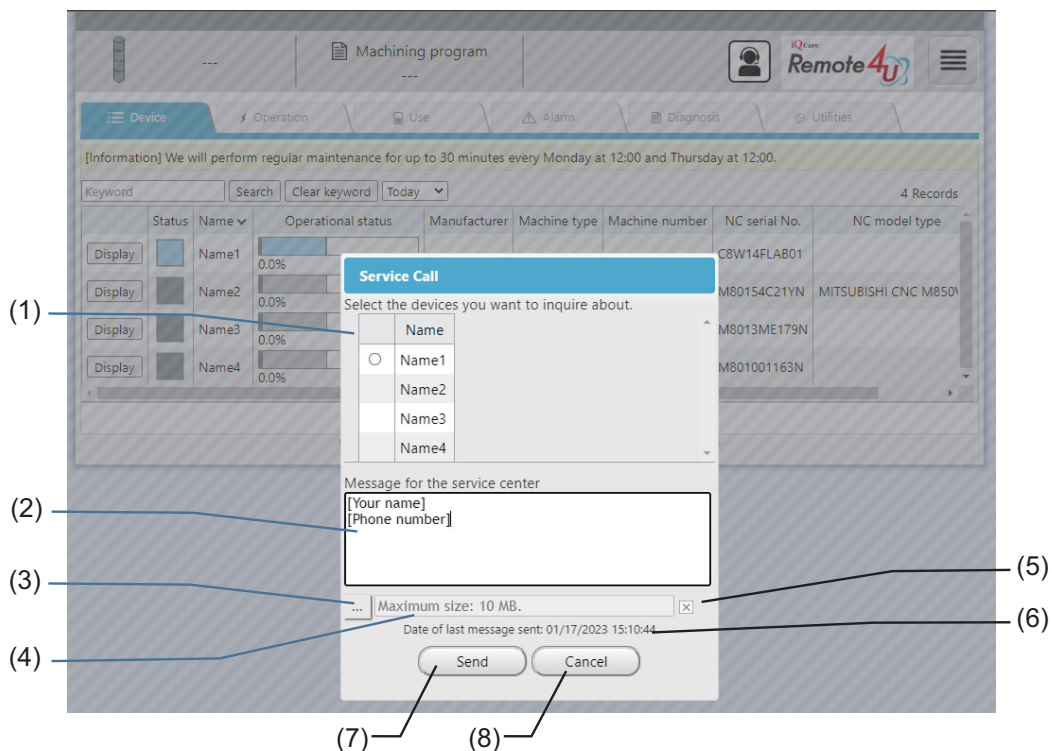 ---
Machining program
---
iQ Care
Remote 4U
Device
Operation
Use
Alarm
Diagnosis
Utilities
[Information] We will perform regular maintenance for up to 30 minutes every Monday at 12:00 and Thursday at 12:00.
Keyword
Search
Clear keyword
Today
4 Records
Status Name Operational status Manufacturer Machine type Machine number NC serial No. NC model type
Display Name1 0.0% C8W14FLAB01
Display Name2 0.0% M80154C21YN MITSUBISHI CNC M850\
Display Name3 0.0% M8013ME179N
Display Name4 0.0% M801001163N
Service Call
Select the devices you want to inquire about.
(1)
Name
Name1
Name2
Name3
Name4
Message for the service center
(2)
[Your name]
[Phone number]
(3)
... Maximum size: 10 MB.
(5)
Date of last message sent: 01/17/2023 15:10:44
(6)
(4)
Send
Cancel
(7)
(8)